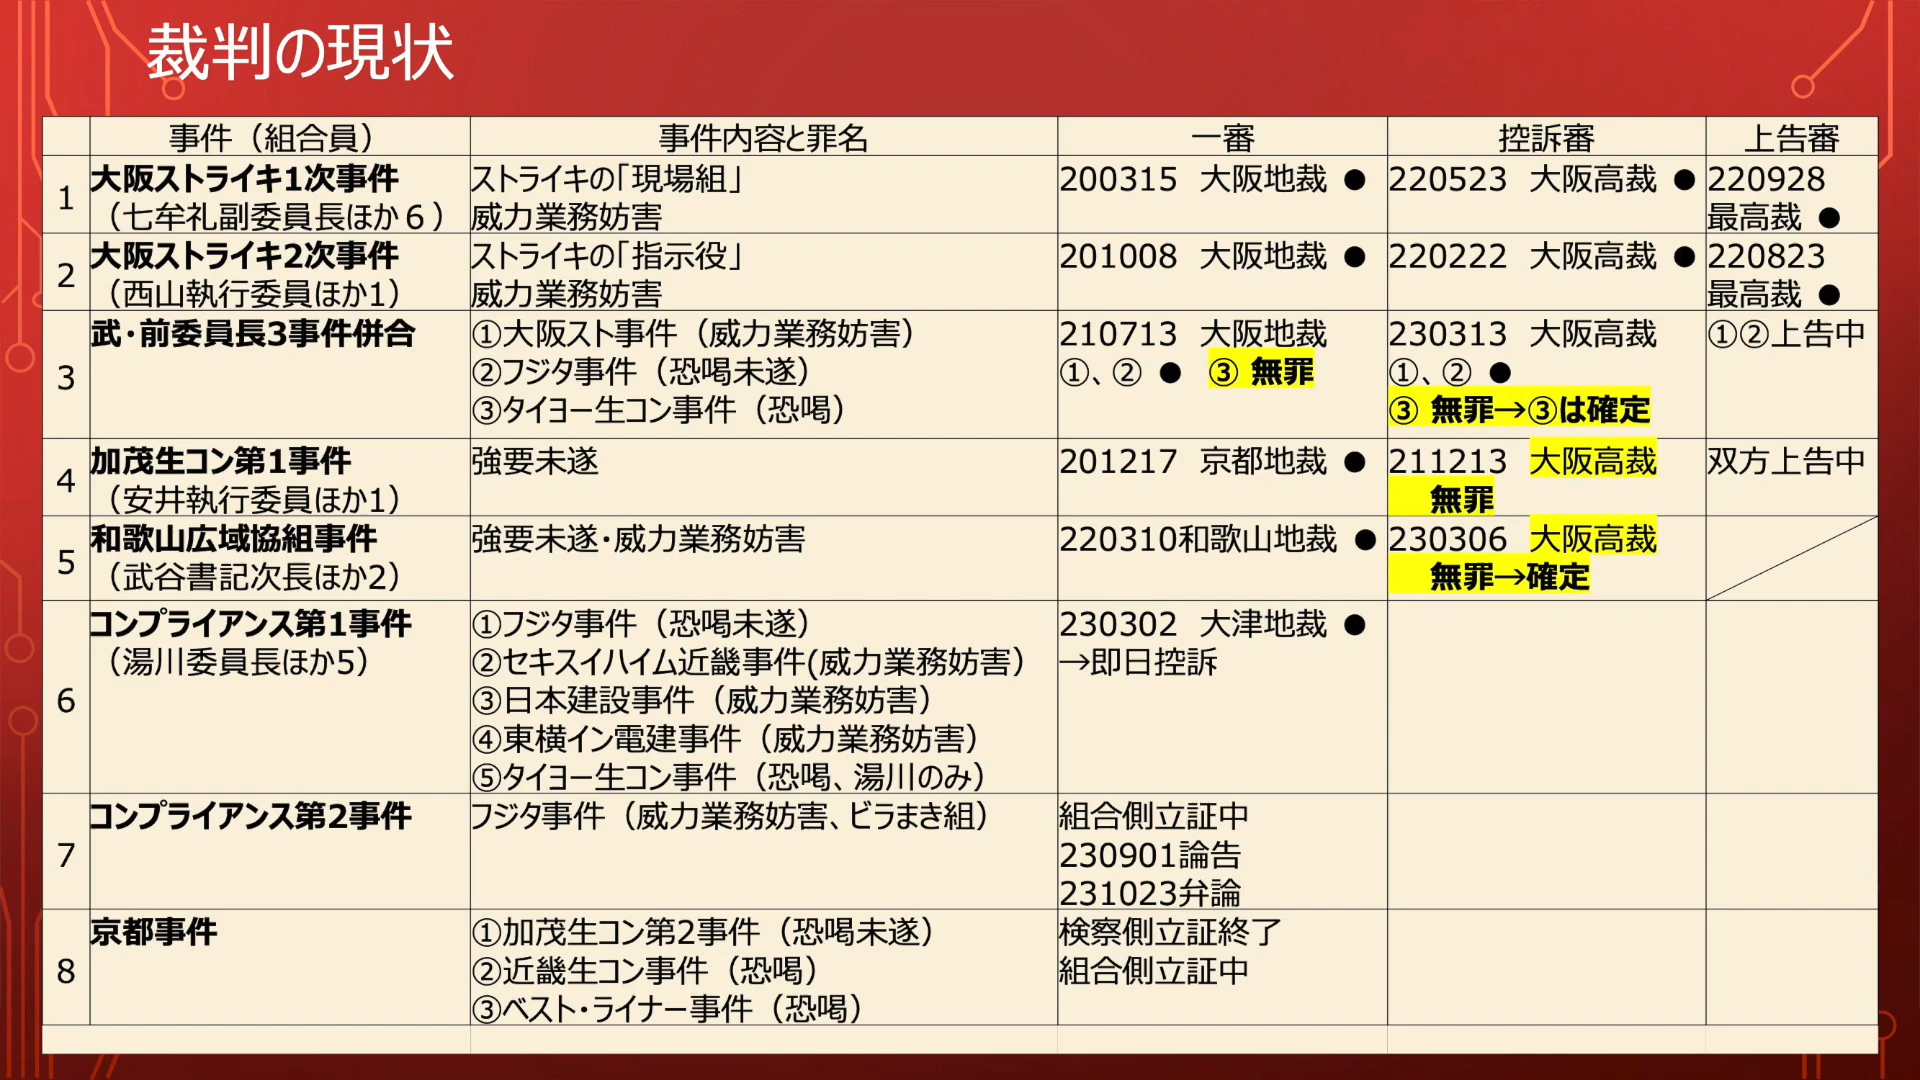 裁判の現状
事件（組合員） 事件内容と罪名 一審 控訴審 上告審
1 大阪ストライキ1次事件 ストライキの「現場組」 200315 大阪地裁 ● 220523 大阪高裁 ● 220928
（七牟礼副委員長ほか６） 威力業務妨害 最高裁 ●
2 大阪ストライキ2次事件 ストライキの「指示役」 201008 大阪地裁 ● 220222 大阪高裁 ● 220823
（西山執行委員ほか1） 威力業務妨害 最高裁 ●
3 武・前委員長3事件併合 ①大阪スト事件（威力業務妨害） 210713 大阪地裁 230313 大阪高裁 ①②上告中
②フジタ事件（恐喝未遂） ①、② ● ③ 無罪 ①、② ●
③タイヨー生コン事件（恐喝） ③ 無罪→③は確定
4 加茂生コン第1事件 強要未遂 201217 京都地裁 ● 211213 大阪高裁 双方上告中
（安井執行委員ほか1） 無罪
5 和歌山広域協組事件 強要未遂・威力業務妨害 220310和歌山地裁 ● 230306 大阪高裁
（武谷書記次長ほか2） 無罪→確定
6 コンプライアンス第1事件 ①フジタ事件（恐喝未遂） 230302 大津地裁 ●
（湯川委員長ほか5） ②セキスイハイム近畿事件(威力業務妨害） →即日控訴
③日本建設事件（威力業務妨害）
④東横イン電建事件（威力業務妨害）
⑤タイヨー生コン事件（恐喝、湯川のみ）
7 コンプライアンス第2事件 フジタ事件（威力業務妨害、ビラまき組） 組合側立証中
230901論告
231023弁論
8 京都事件 ①加茂生コン第2事件（恐喝未遂） 検察側立証終了
②近畿生コン事件（恐喝） 組合側立証中
③ベスト・ライナー事件（恐喝）